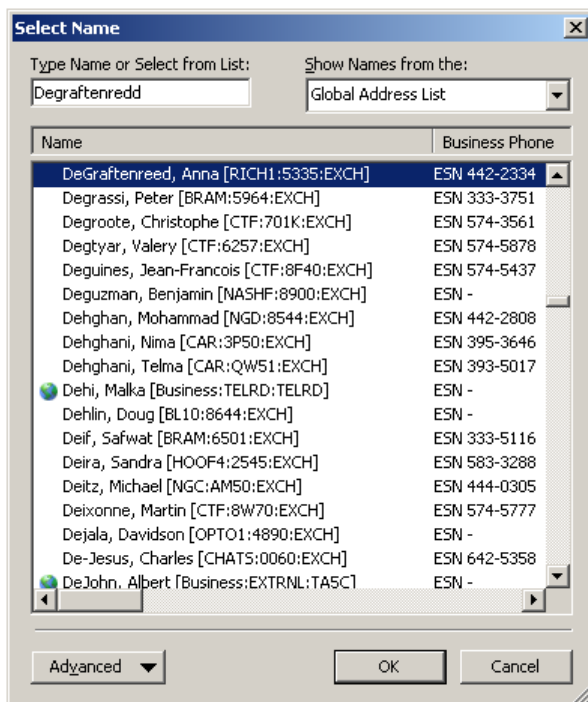 Select Name
Type Name or Select from List: Show Names from the:
Degraftenredd Global Address List
Name Business Phone
DeGraftenreed, Anna [RICH1:5335:EXCH] ESN 442-2334
Degrassi, Peter [BRAM:5964:EXCH] ESN 333-3751
Degroote, Christophe [CTF:701K:EXCH] ESN 574-3561
Degtyar, Valery [CTF:6257:EXCH] ESN 574-5878
Deguines, Jean-Francois [CTF:8F40:EXCH] ESN 574-5437
Deguzman, Benjamin [NASHF:8900:EXCH] ESN -
Dehghan, Mohammad [NGD:8544:EXCH] ESN 442-2808
Dehghani, Nima [CAR:3P50:EXCH] ESN 395-3646
Dehghani, Telma [CAR:QW51:EXCH] ESN 393-5017
Dehi, Malka [Business:TELRD:TELRD] ESN -
Dehlin, Doug [BL10:8644:EXCH] ESN -
Deif, Safwat [BRAM:6501:EXCH] ESN 333-5116
Deira, Sandra [HOOF4:2545:EXCH] ESN 583-3288
Deitz, Michael [NGC:AM50:EXCH] ESN 444-0305
Deixonne, Martin [CTF:8W70:EXCH] ESN 574-5777
Dejala, Davidson [OPTO1:4890:EXCH] ESN -
De-Jesus, Charles [CHATS:0060:EXCH] ESN 642-5358
DeJohn, Albert [Business:EXTRNL:TA5C] ESN -
Advanced OK Cancel